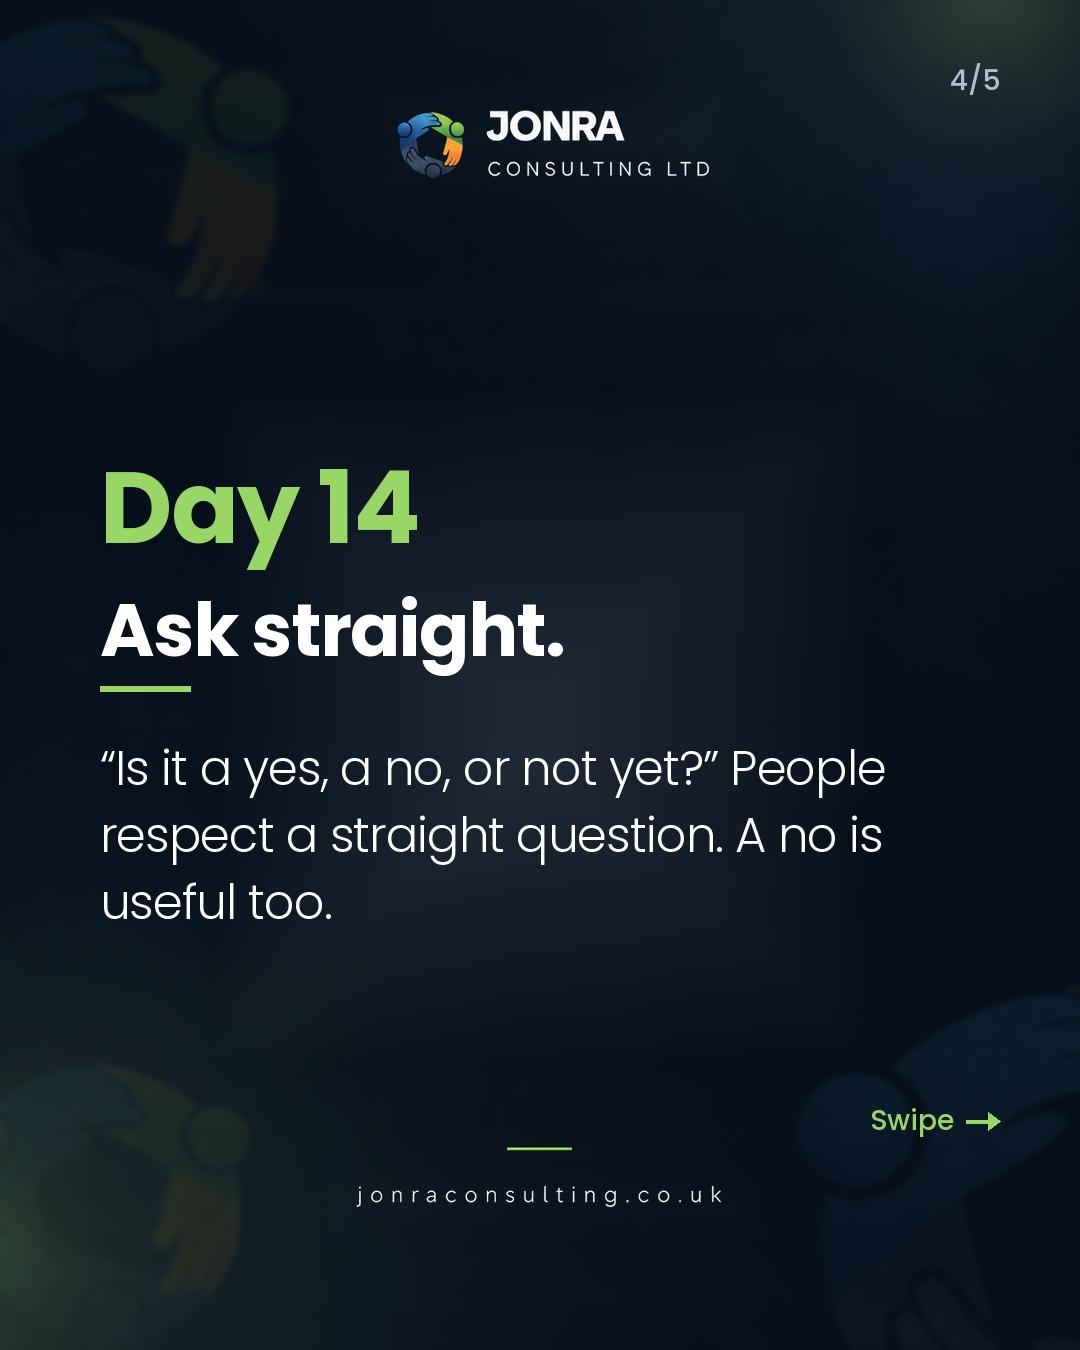 4/5
JONRA
CONSULTING LTD
Day 14
Ask straight.
“Is it a yes, a no, or not yet?” People
respect a straight question. A no is
useful too.
Swipe
jonraconsulting.co.uk